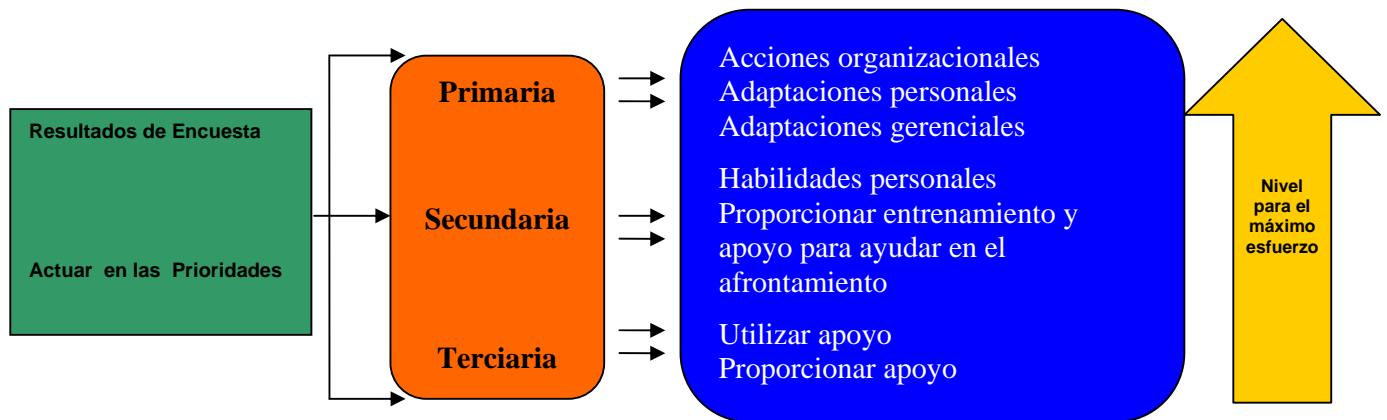 Resultados de Encuesta
Actuar en las Prioridades
Primaria
Secundaria
Terciaria
Acciones organizacionales
Adaptaciones personales
Adaptaciones gerenciales
Habilidades personales
Proporcionar entrenamiento y
apoyo para ayudar en el
afrontamiento
Utilizar apoyo
Proporcionar apoyo
Nivel
para el
máximo
esfuerzo